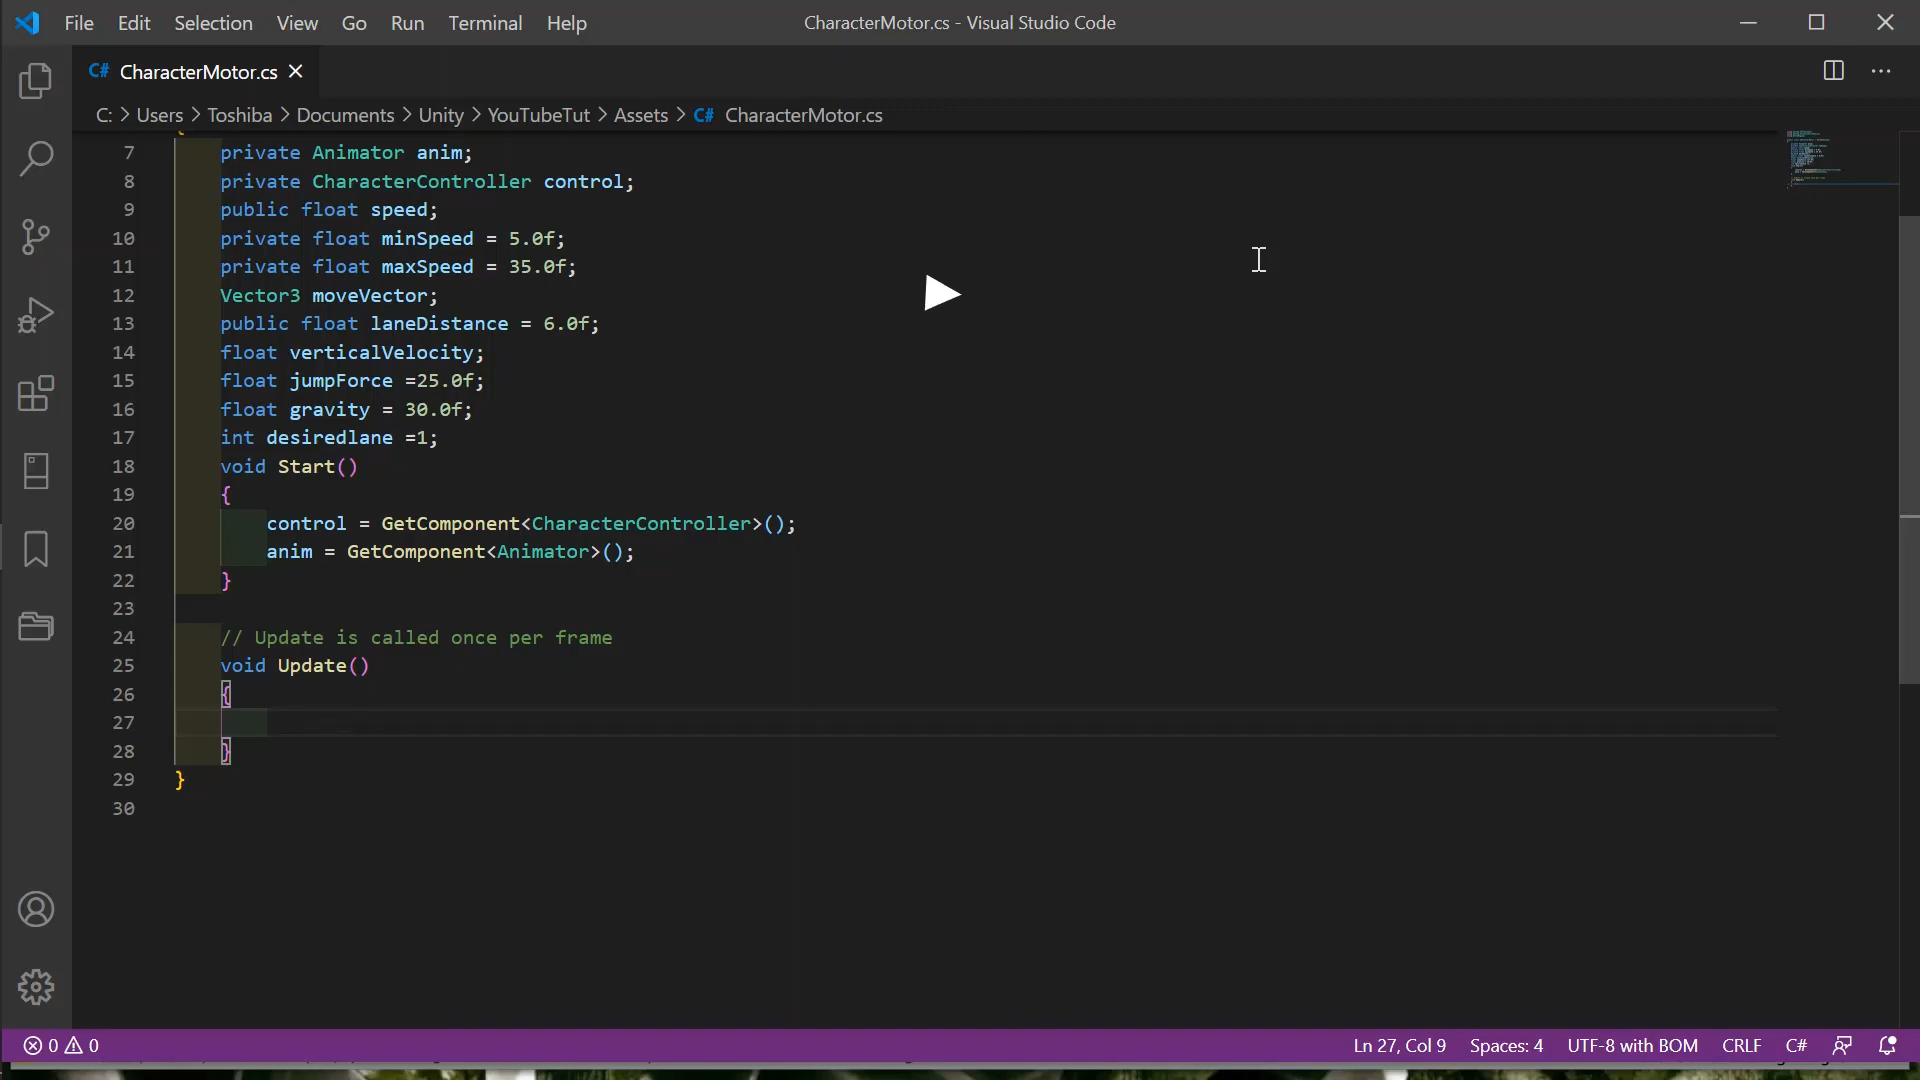 File Edit Selection View Go Run Terminal Help CharacterMotor.cs - Visual Studio Code
C# CharacterMotor.cs
C: > Users > Toshiba > Documents > Unity > YouTubeTut > Assets > C# CharacterMotor.cs
{
7 private Animator anim;
8 private CharacterController control;
9 public float speed;
10 private float minSpeed = 5.0f;
11 private float maxSpeed = 35.0f;
12 Vector3 moveVector;
13 public float laneDistance = 6.0f;
14 float verticalVelocity;
15 float jumpForce =25.0f;
16 float gravity = 30.0f;
17 int desiredlane =1;
18 void Start()
19 {
20 control = GetComponent<CharacterController>();
21 anim = GetComponent<Animator>();
22 }
23
24 // Update is called once per frame
25 void Update()
26 {
27
28 }
29 }
30
0 0 Ln 27, Col 9 Spaces: 4 UTF-8 with BOM CRLF C#